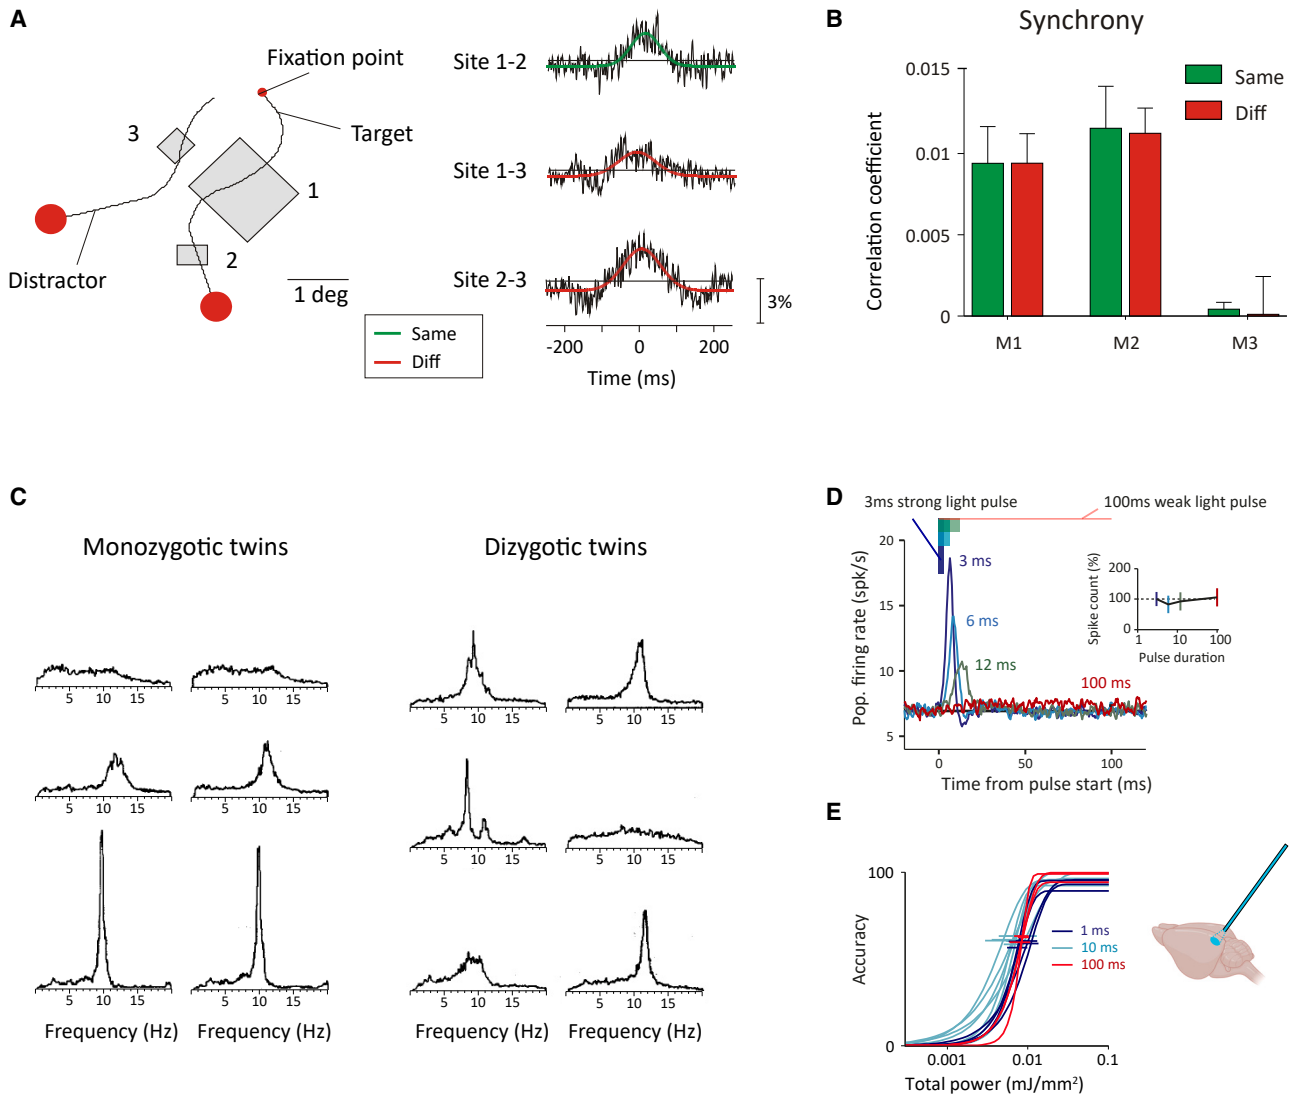 A
Fixation point
Target
3
1
2
Distractor
1 deg
Same
Diff
Site 1-2
Site 1-3
Site 2-3
3%
-200
0
200
Time (ms)
B
Synchrony
Same
Diff
Correlation coefficient
0.015
0.01
0.005
0
M1
M2
M3
C
Monozygotic twins
Dizygotic twins
5 10 15
5 10 15
5 10 15
5 10 15
5 10 15
5 10 15
5 10 15
5 10 15
5 10 15
5 10 15
5 10 15
5 10 15
Frequency (Hz)
Frequency (Hz)
Frequency (Hz)
Frequency (Hz)
D
3ms strong light pulse
100ms weak light pulse
Pop. firing rate (spk/s)
20
15
10
5
3 ms
6 ms
12 ms
100 ms
0
50
100
Time from pulse start (ms)
Spike count (%)
200
100
0
1
10
100
Pulse duration
E
Accuracy
100
0
1 ms
10 ms
100 ms
0.001
0.01
0.1
Total power (mJ/mm²)